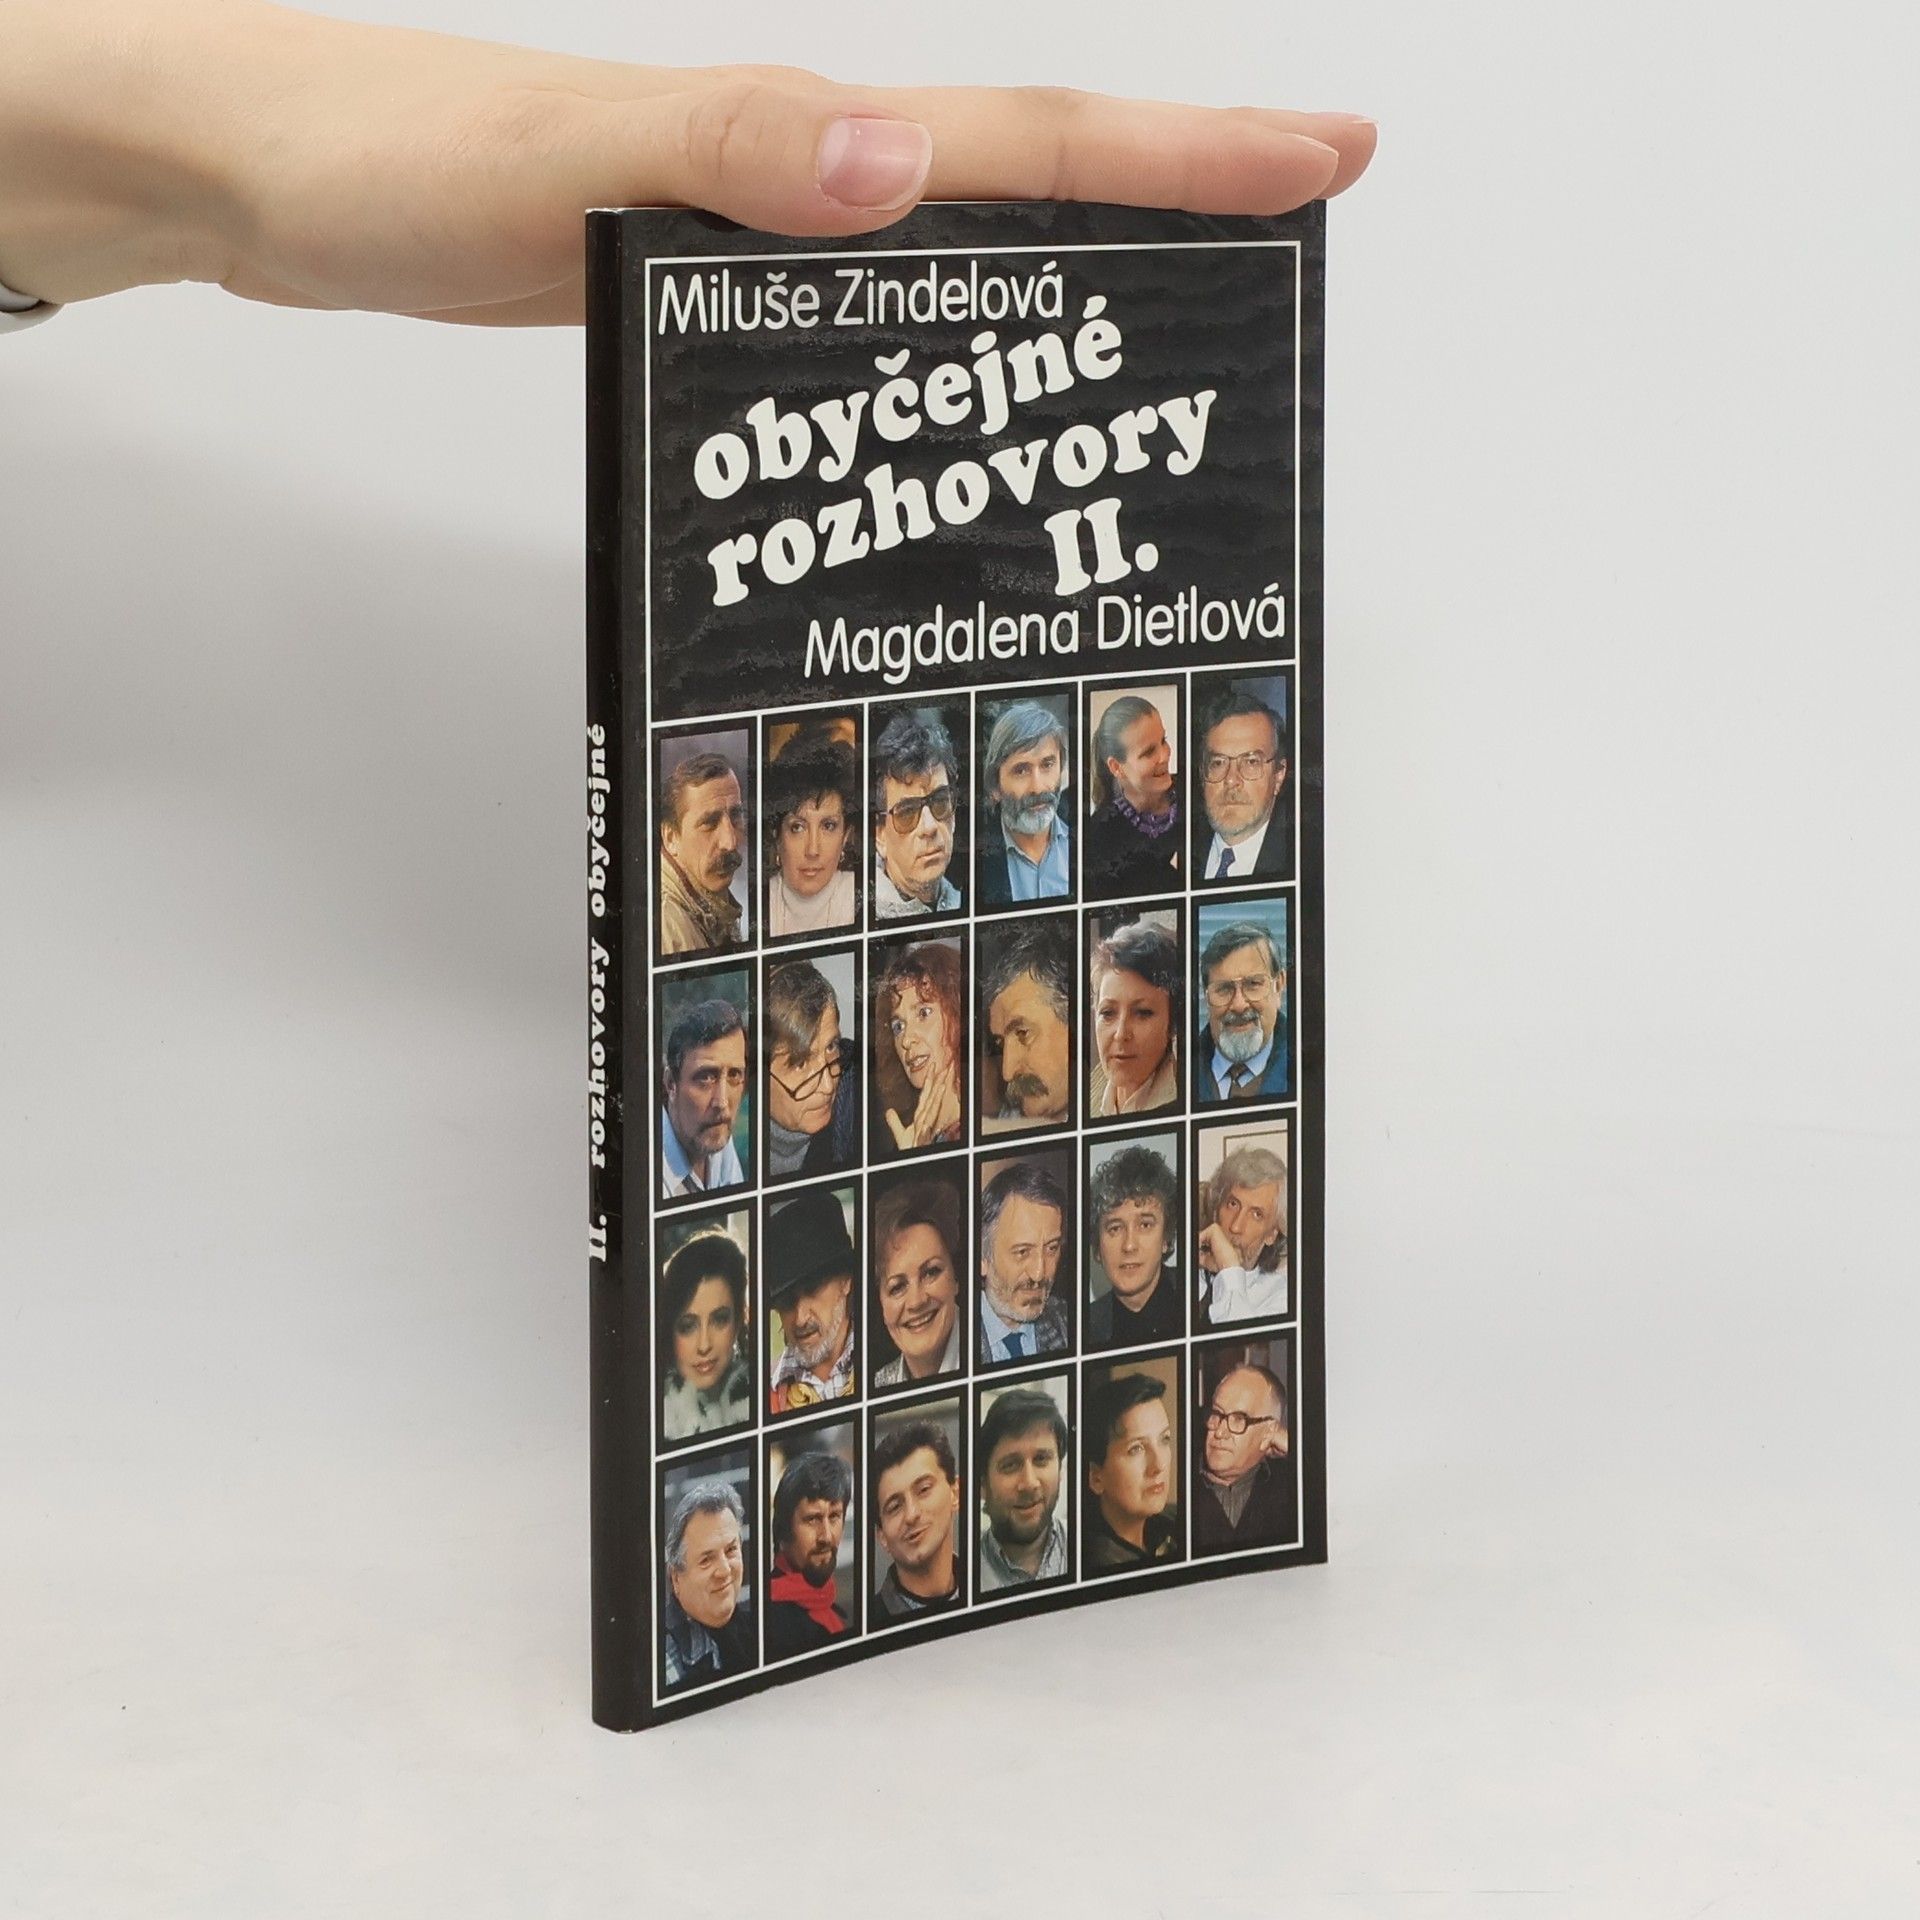 Miluše Zindelová
obyčejné
rozhovory
II.
Magdalena Dietlová
II. rozhovory obyčejné